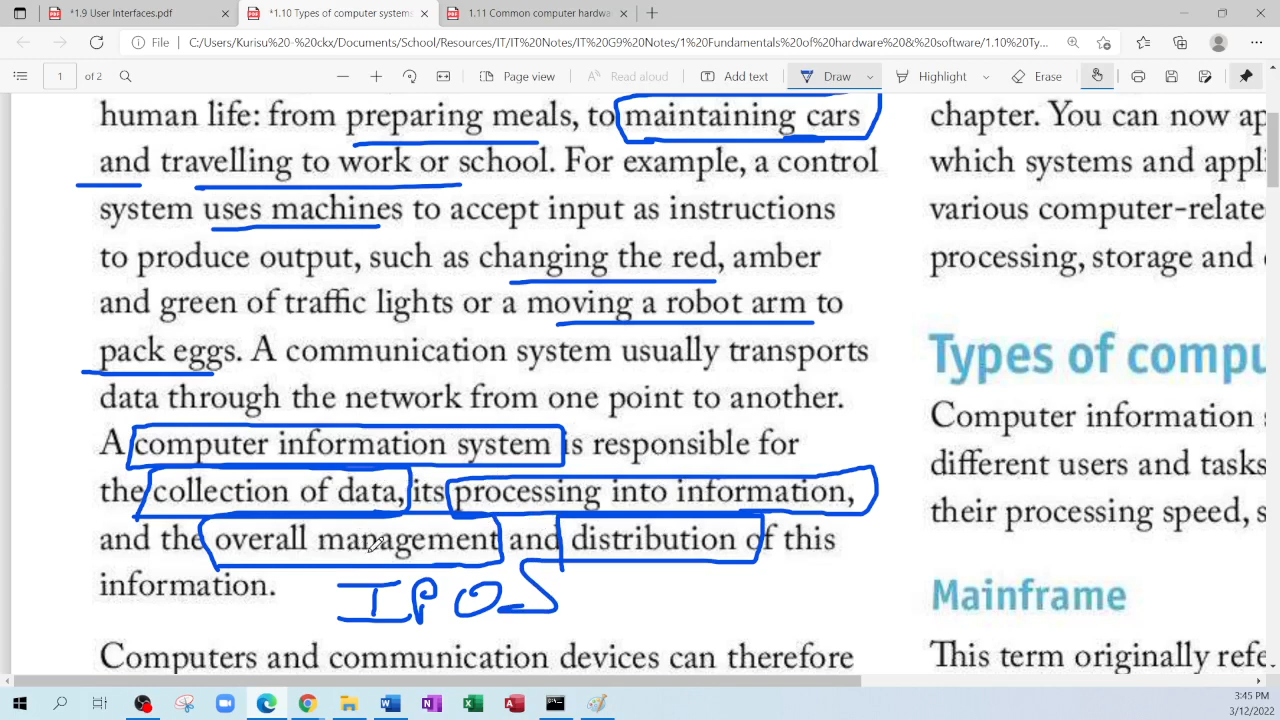 *1.9 User Interfaces.pdf
*1.10 Types of computer systems
1.11 Common computer hardwa
File
C:/Users/Kurisu%20-%20ckx/Documents/School/Resources/IT/IT%20Notes/IT%20G9%20Notes/1%20Fundamentals%20of%20hardware%20&%20software/1.10%20Ty...
1 of 2
Page view
Read aloud
Add text
Draw
Highlight
Erase
human life: from preparing meals, to maintaining cars
and travelling to work or school. For example, a control
system uses machines to accept input as instructions
to produce output, such as changing the red, amber
and green of traffic lights or a moving a robot arm to
pack eggs. A communication system usually transports
data through the network from one point to another.
A computer information system is responsible for
the collection of data, its processing into information,
and the overall management and distribution of this
information.
IPOS
Computers and communication devices can therefore
chapter. You can now ap
which systems and appli
various computer-relate
processing, storage and
Types of compu
Computer information
different users and tasks
their processing speed, s
Mainframe
This term originally refe
3:45 PM
3/12/2022